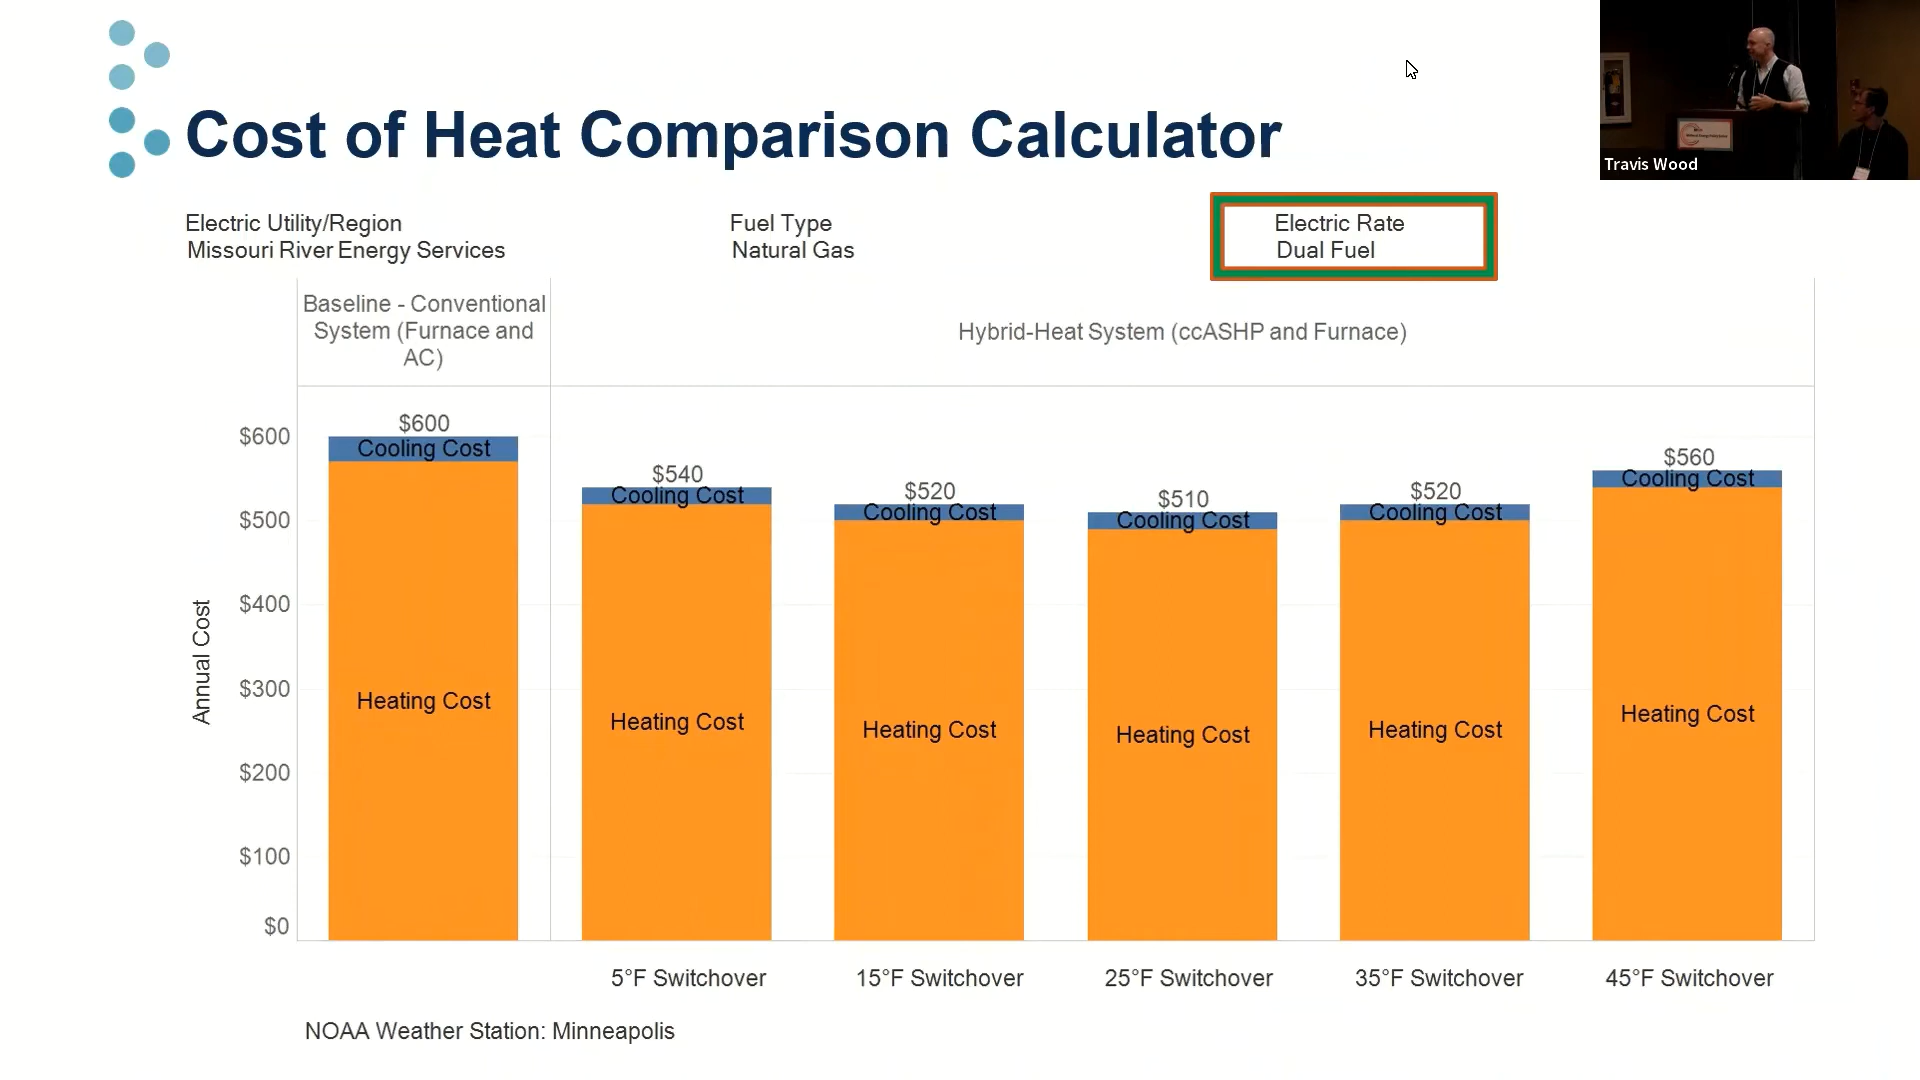 Cost of Heat Comparison Calculator
Travis Wood
Electric Utility/Region
Missouri River Energy Services
Fuel Type
Natural Gas
Electric Rate
Dual Fuel
Baseline - Conventional
System (Furnace and
AC)
Hybrid-Heat System (ccASHP and Furnace)
Annual Cost
$600
$500
$400
$300
$200
$100
$0
$600
Cooling Cost
Heating Cost
$540
Cooling Cost
Heating Cost
$520
Cooling Cost
Heating Cost
$510
Cooling Cost
Heating Cost
$520
Cooling Cost
Heating Cost
$560
Cooling Cost
Heating Cost
5°F Switchover
15°F Switchover
25°F Switchover
35°F Switchover
45°F Switchover
NOAA Weather Station: Minneapolis